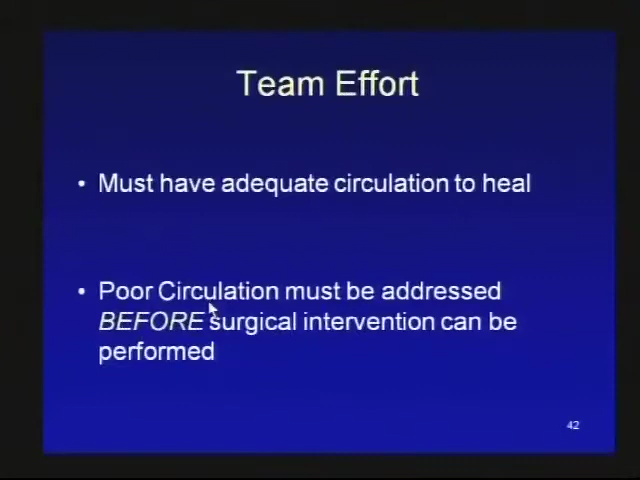 Team Effort
• Must have adequate circulation to heal
• Poor Circulation must be addressed
BEFORE surgical intervention can be
performed
42